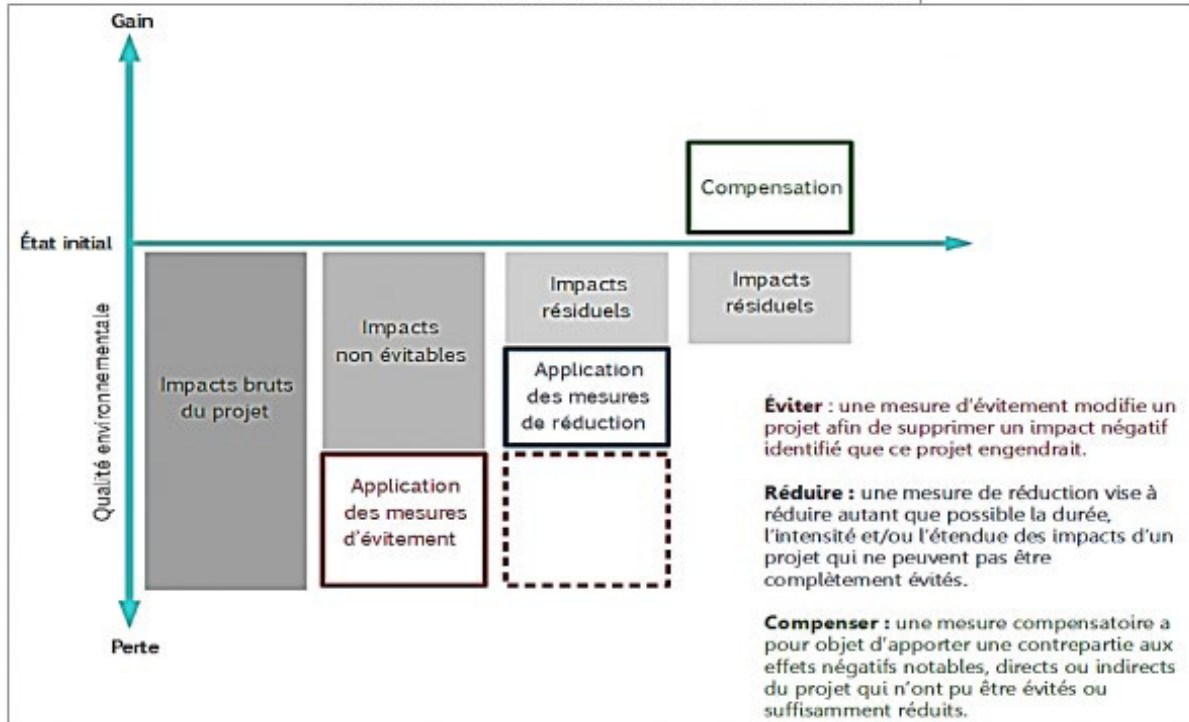 Gain
Compensation
État initial
Qualité environnementale
Impacts bruts
du projet
Impacts
non évitables
Application
des mesures
d'évitement
Impacts
résiduels
Application
des mesures
de réduction
Impacts
résiduels
Perte
Éviter : une mesure d'évitement modifie un
projet afin de supprimer un impact négatif
identifié que ce projet engendrait.
Réduire : une mesure de réduction vise à
réduire autant que possible la durée,
l'intensité et/ou l'étendue des impacts d'un
projet qui ne peuvent pas être
complètement évités.
Compenser : une mesure compensatoire a
pour objet d'apporter une contrepartie aux
effets négatifs notables, directs ou indirects
du projet qui n'ont pu être évités ou
suffisamment réduits.